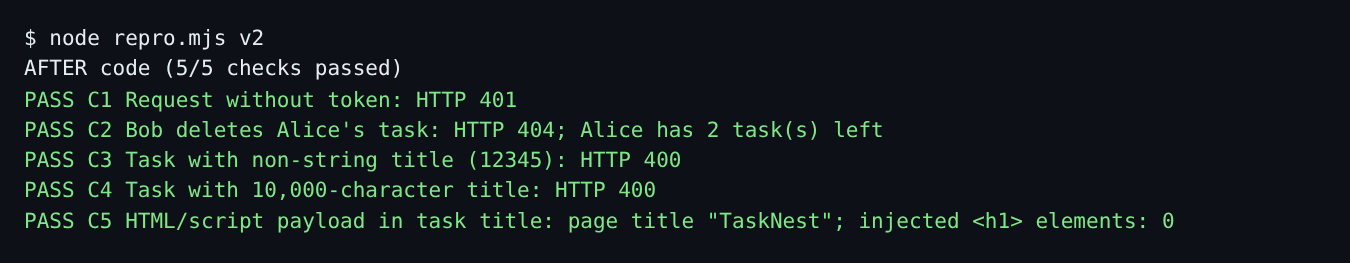 $ node repro.mjs v2
AFTER code (5/5 checks passed)
PASS C1 Request without token: HTTP 401
PASS C2 Bob deletes Alice's task: HTTP 404; Alice has 2 task(s) left
PASS C3 Task with non-string title (12345): HTTP 400
PASS C4 Task with 10,000-character title: HTTP 400
PASS C5 HTML/script payload in task title: page title "TaskNest"; injected <h1> elements: 0